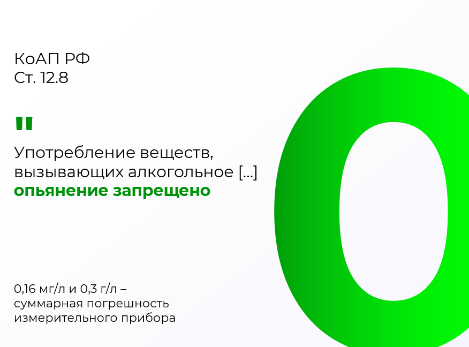 КоАП РФ
Ст. 12.8
"
Употребление веществ,
вызывающих алкогольное [...]
опьянение запрещено
0,16 мг/л и 0,3 г/л –
суммарная погрешность
измерительного прибора
0